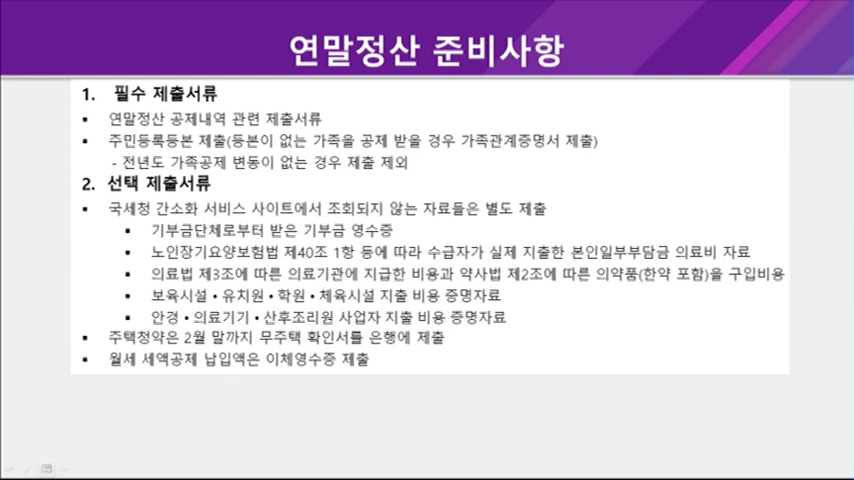 연말정산 준비사항
1. 필수 제출서류
▪ 연말정산 공제내역 관련 제출서류
▪ 주민등록등본 제출(등본이 없는 가족을 공제 받을 경우 가족관계증명서 제출)
- 전년도 가족공제 변동이 없는 경우 제출 제외
2. 선택 제출서류
▪ 국세청 간소화 서비스 사이트에서 조회되지 않는 자료들은 별도 제출
▪ 기부금단체로부터 받은 기부금 영수증
▪ 노인장기요양보험법 제40조 1항 등에 따라 수급자가 실제 지출한 본인일부부담금 의료비 자료
▪ 의료법 제3조에 따른 의료기관에 지급한 비용과 약사법 제2조에 따른 의약품(한약 포함)을 구입비용
▪ 보육시설 • 유치원 • 학원 • 체육시설 지출 비용 증명자료
▪ 안경 • 의료기기 • 산후조리원 사업자 지출 비용 증명자료
▪ 주택청약은 2월 말까지 무주택 확인서를 은행에 제출
▪ 월세 세액공제 납입액은 이체영수증 제출